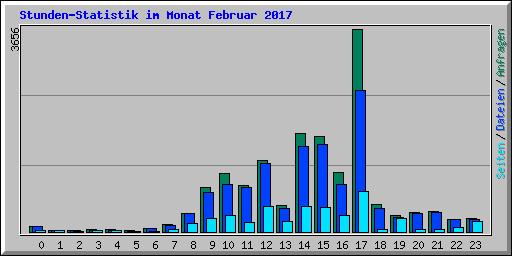 Stunden-Statistik im Monat Februar 2017
3656
Seiten / Dateien / Anfragen
0 1 2 3 4 5 6 7 8 9 10 11 12 13 14 15 16 17 18 19 20 21 22 23